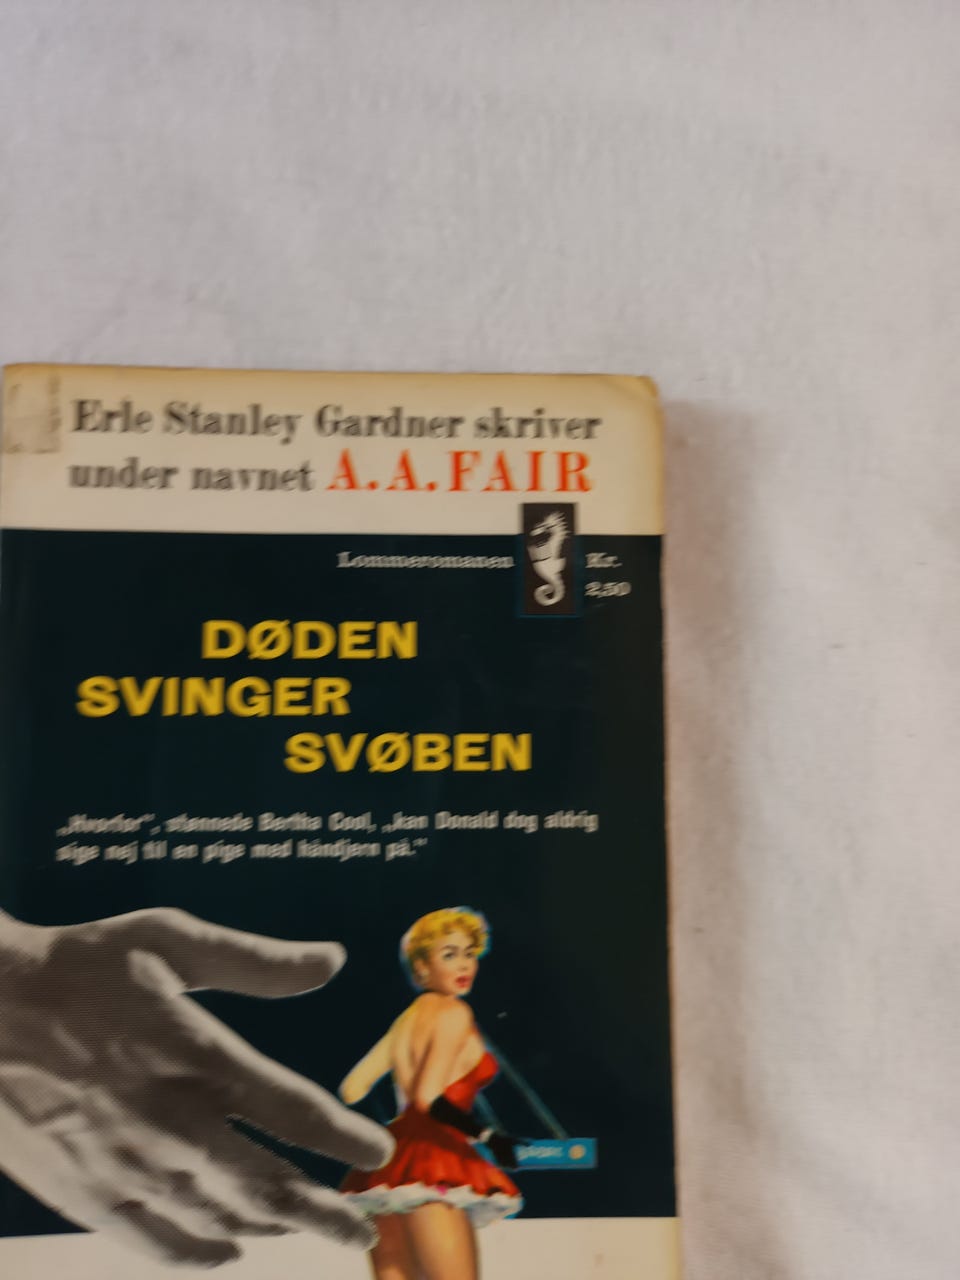 Erle Stanley Gardner skriver
under navnet A.A.FAIR
Lommeromanen Kr.
2,50
DØDEN
SVINGER
SVØBEN
„Hvorfor”, stønnede Bertha Cool, „kan Donald dog aldrig
sige nej til en pige med håndjern på.”